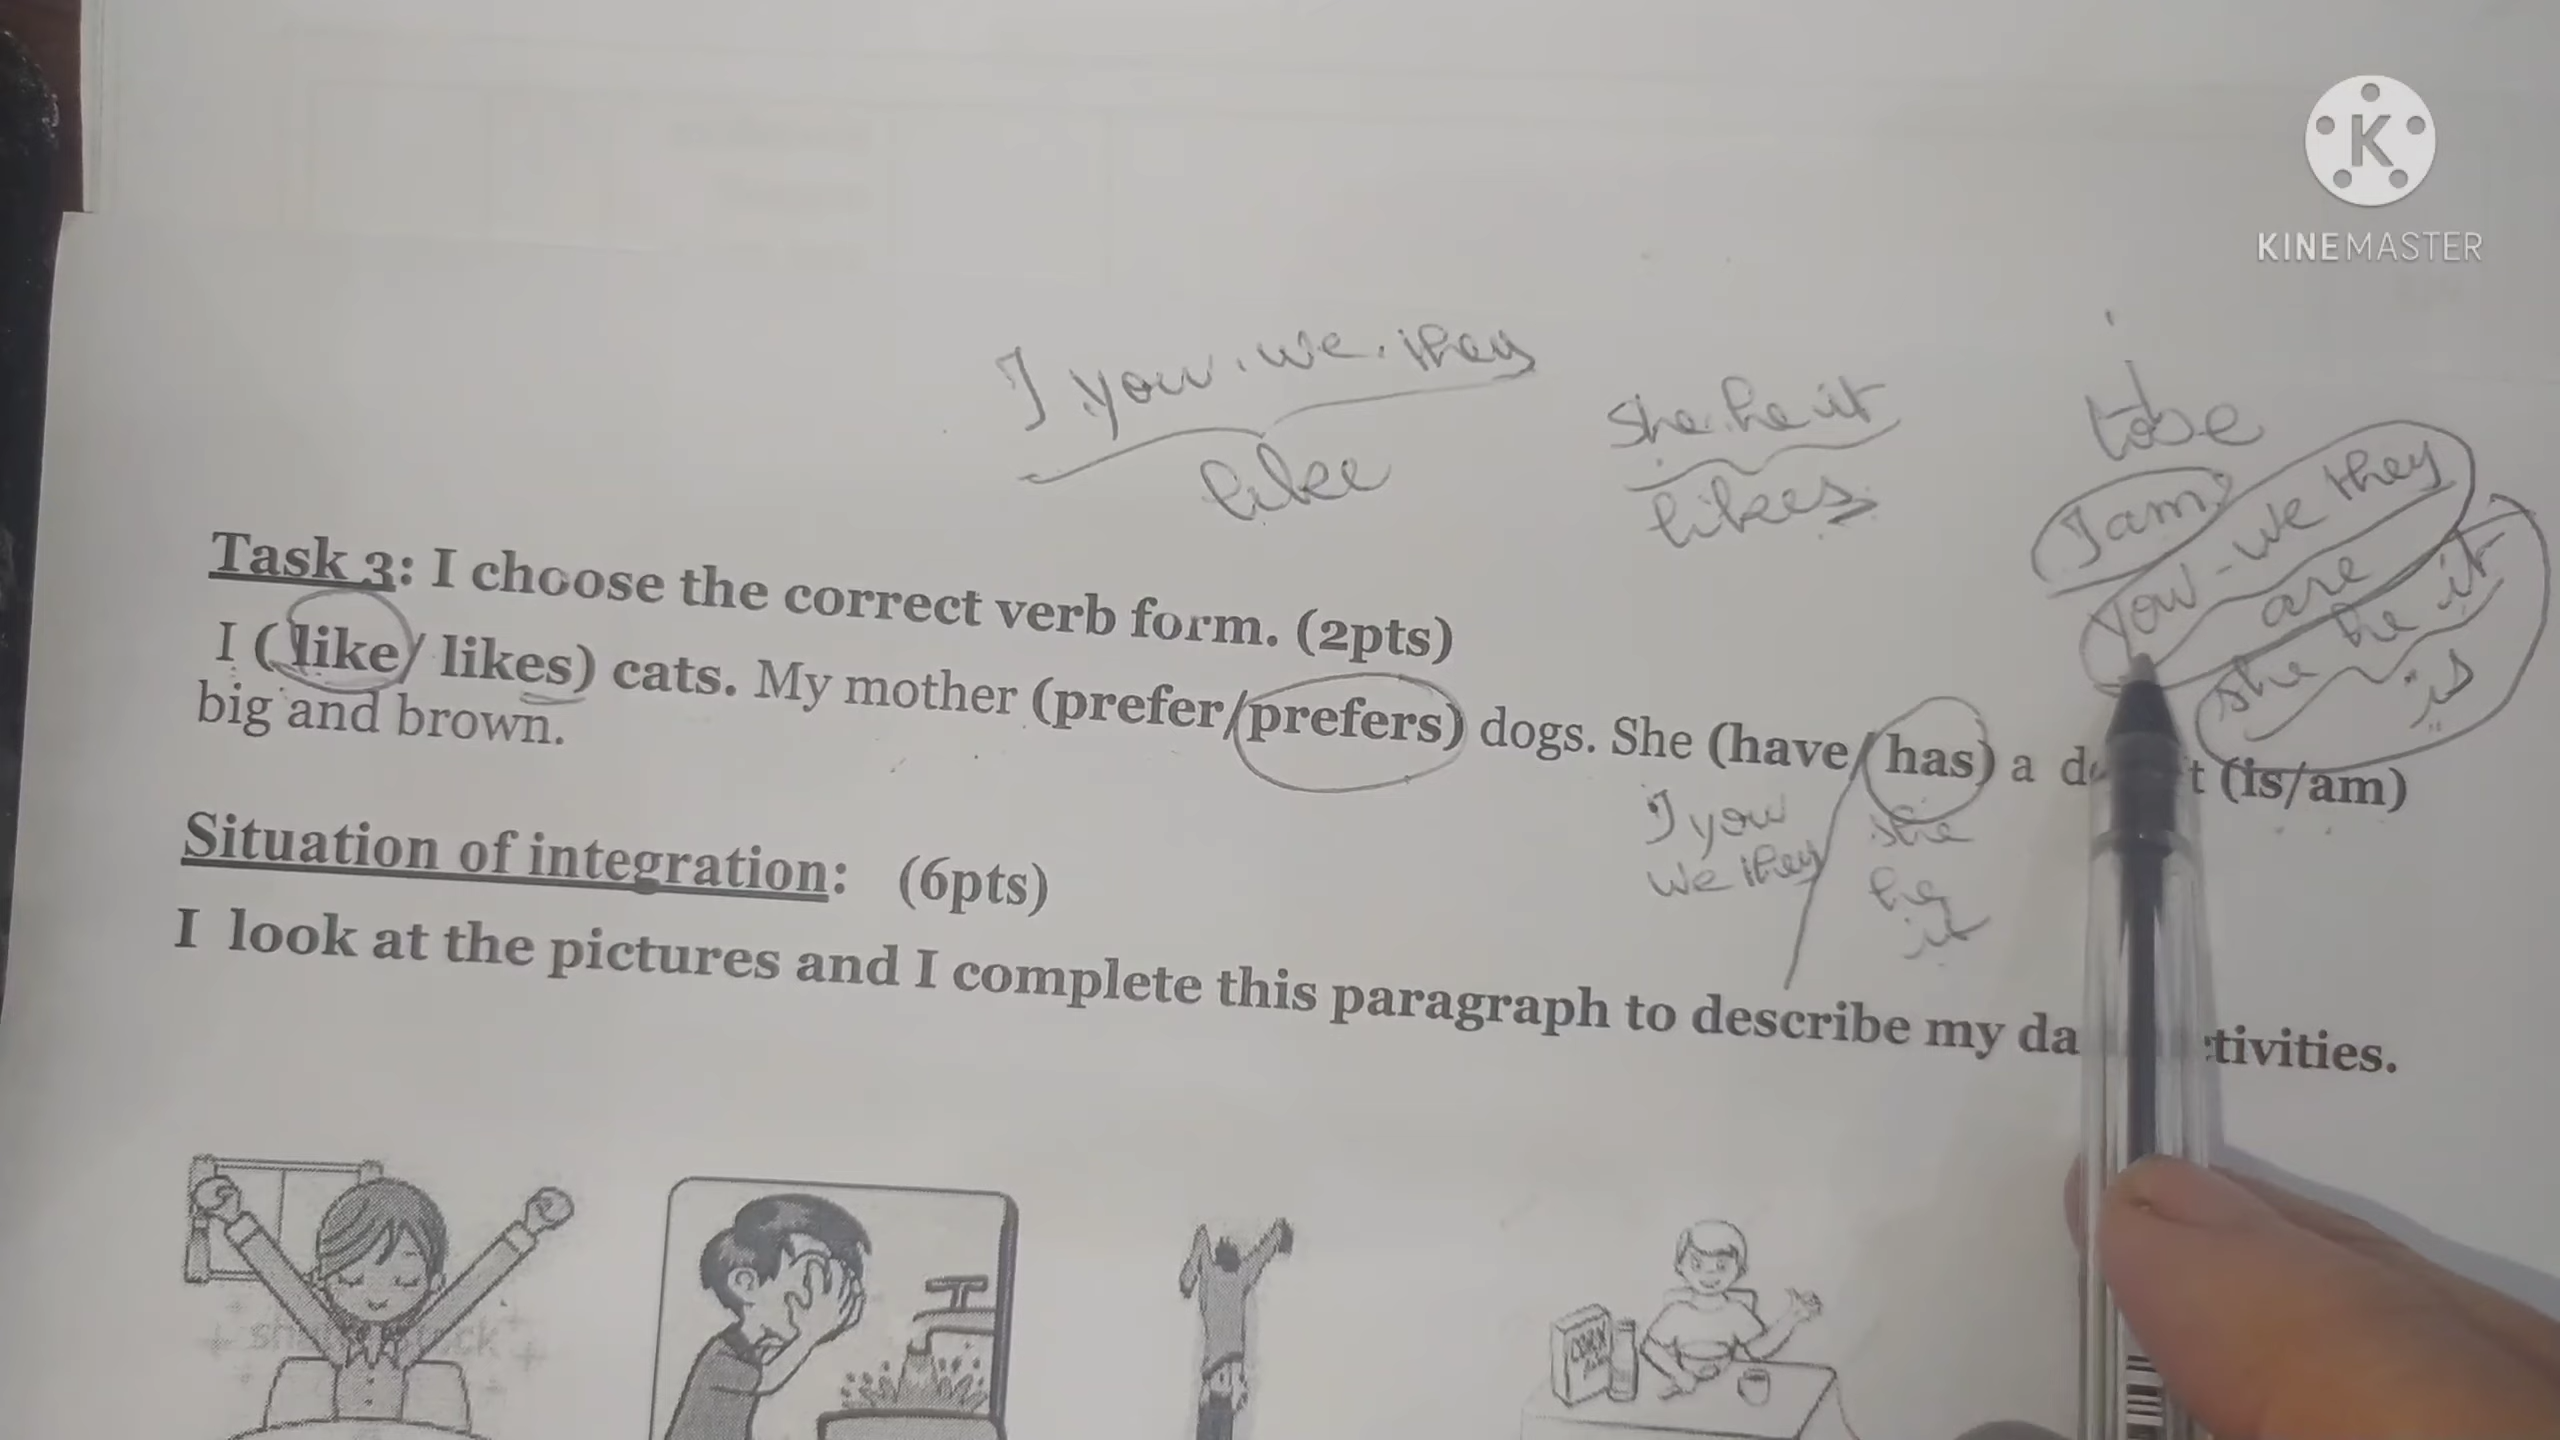 K
KINEMASTER
I you. we. they
like
She. he it
likes
to be
I am
You - we they
are
She he it
is
Task 3: I choose the correct verb form. (2pts)
I (like/ likes) cats. My mother (prefer/prefers) dogs. She (have/ has) a (is/am)
big and brown.
I you
we they
she
he
it
Situation of integration: (6pts)
I look at the pictures and I complete this paragraph to describe my
CORN